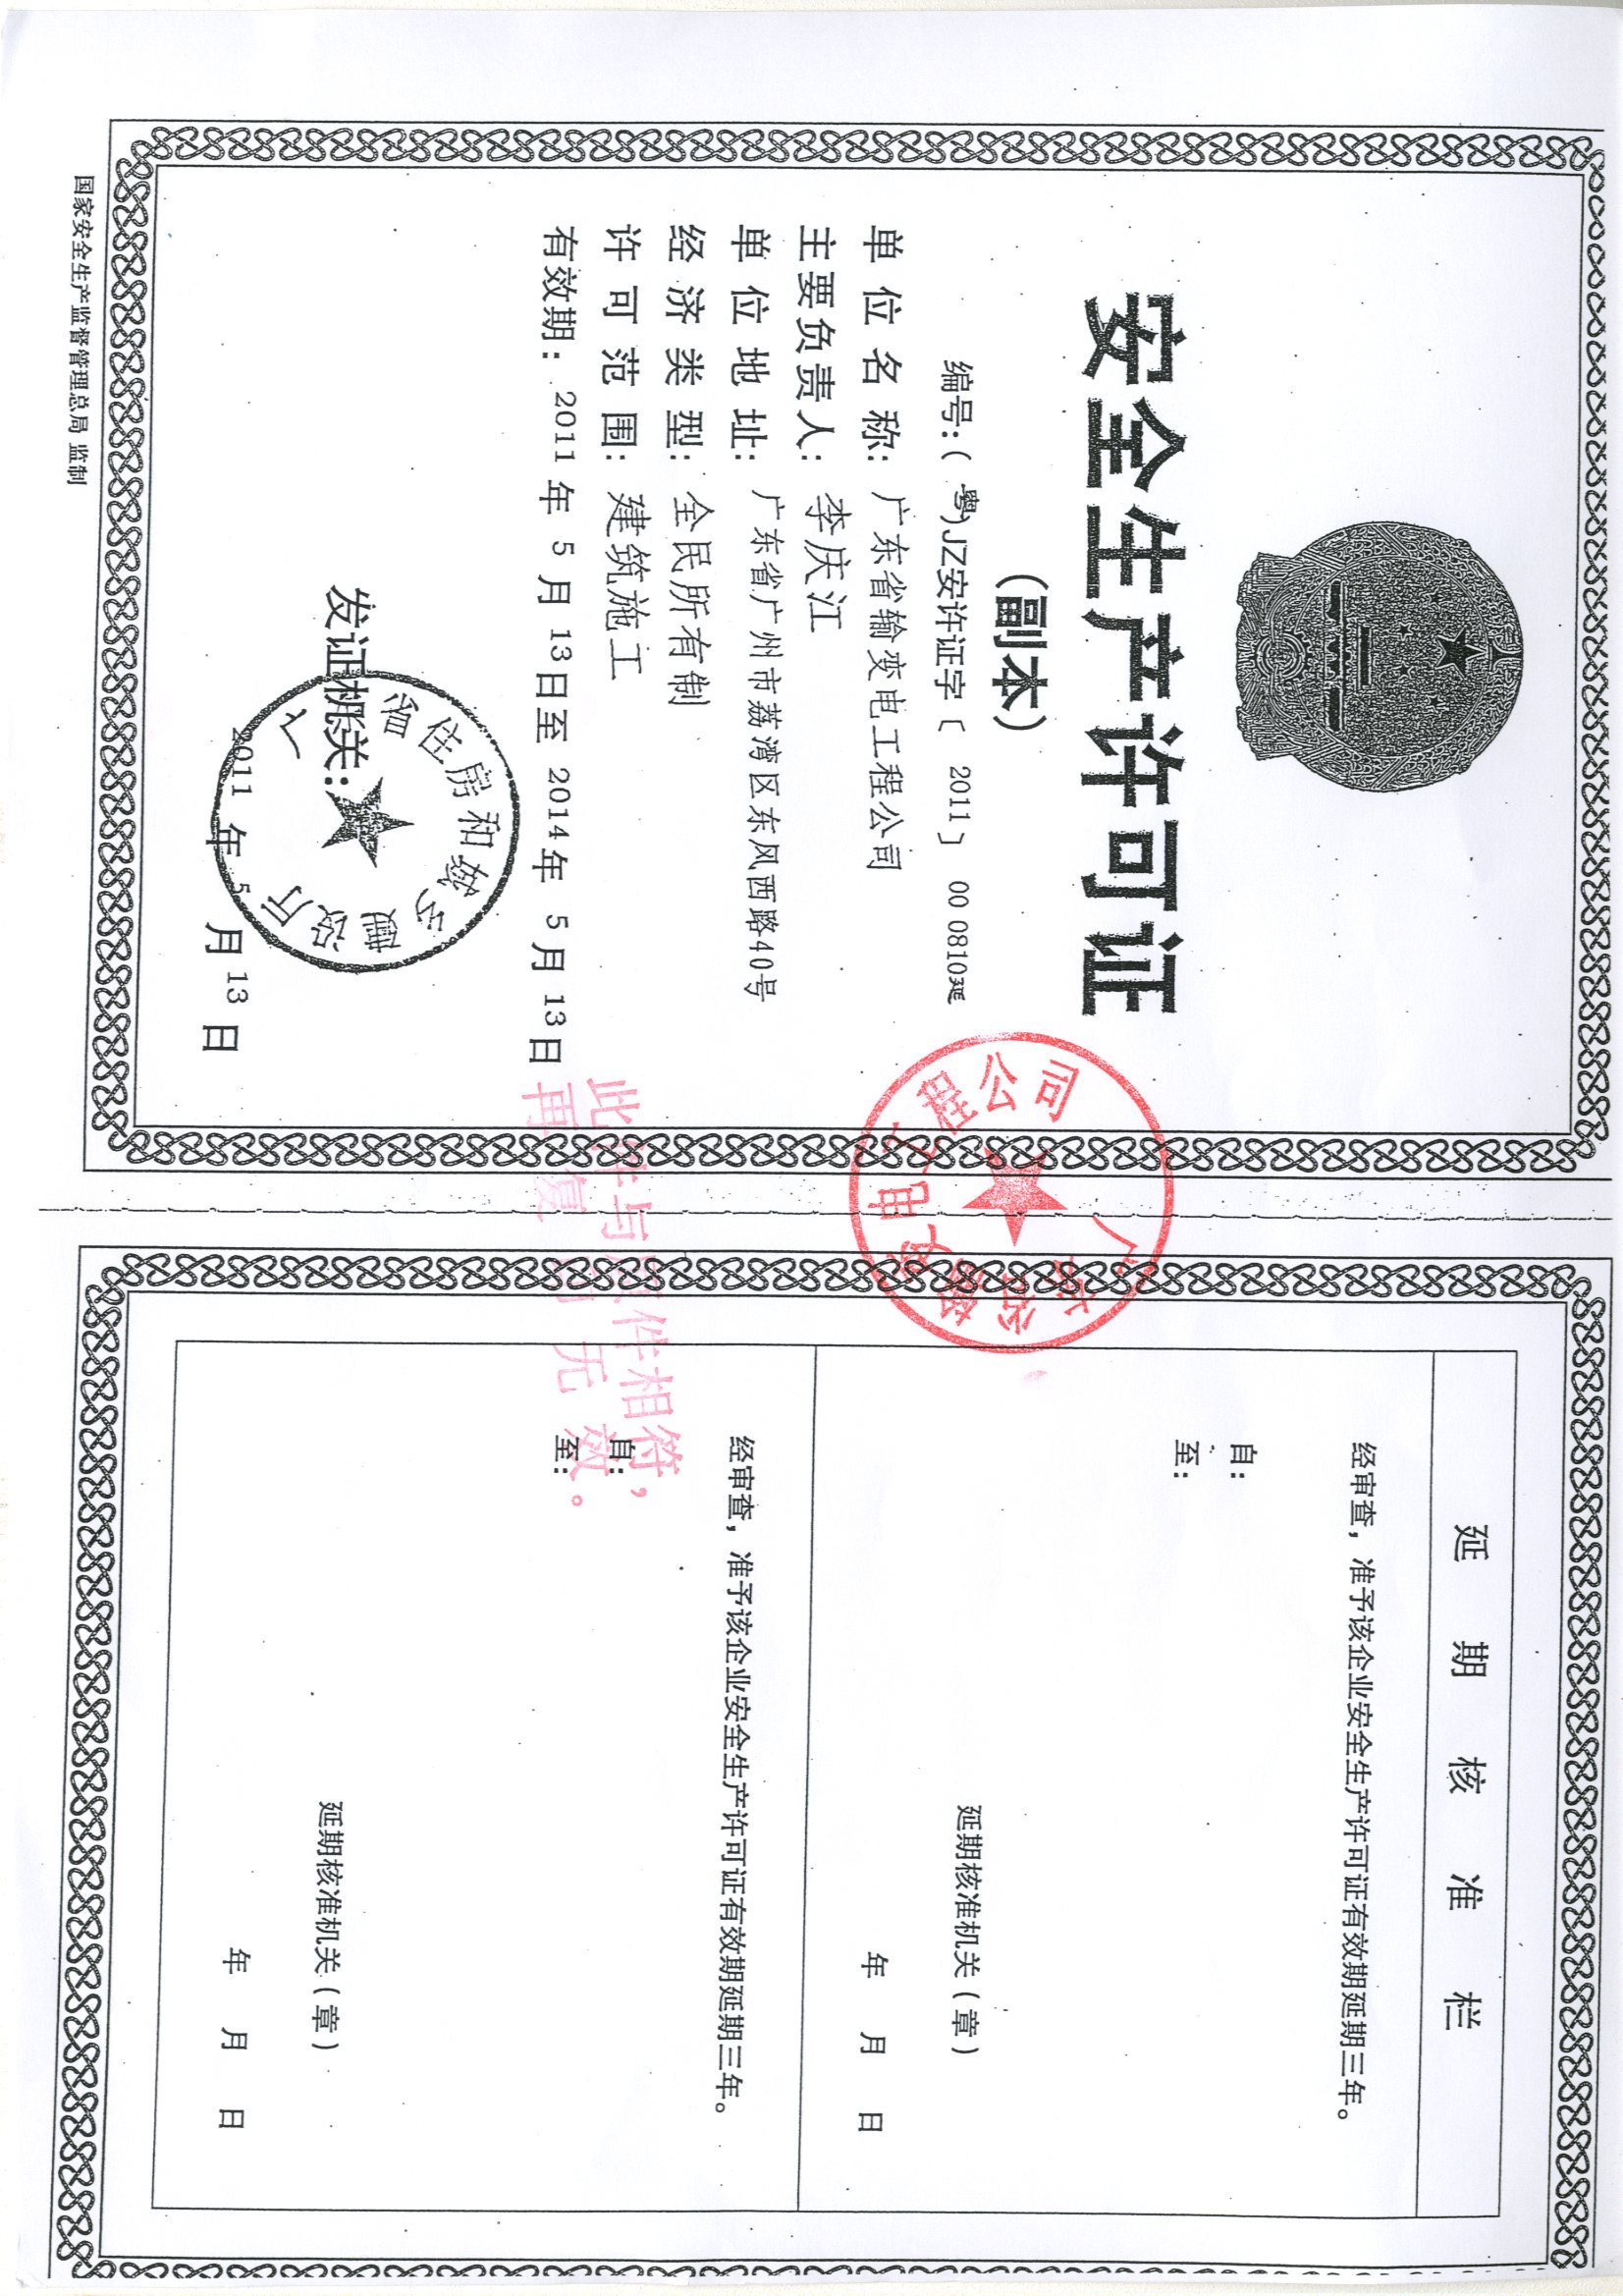 安全生产许可证
（副本）
编号：（粤）JZ安许证字〔2011〕000810延
单位名称：广东省输变电工程公司
主要负责人：李庆江
单位地址：广东省广州市荔湾区东风西路40号
经济类型：全民所有制
许可范围：建筑施工
有效期：2011年5月13日至2014年5月13日
发证机关：
省住房和城乡建设厅
2011年5月13日
国家安全生产监督管理总局 监制
广东省输变电工程公司
此件与原件相符，
再复印无效。
延期核准栏
经审查，准予该企业安全生产许可证有效期延期三年。
自：
至：
延期核准机关（章）
年 月 日
经审查，准予该企业安全生产许可证有效期延期三年。
自：
至：
延期核准机关（章）
年 月 日